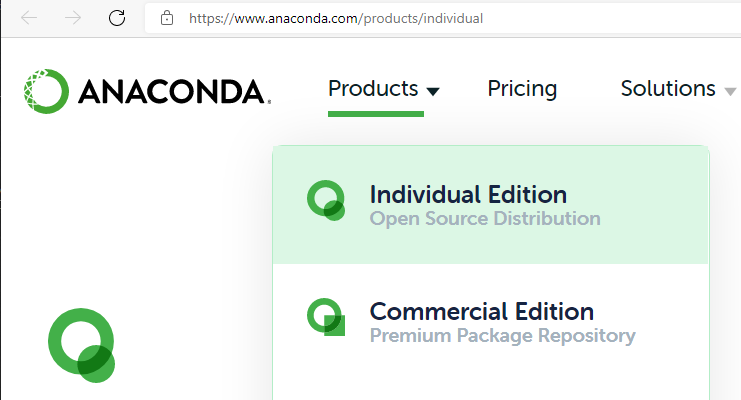 https://www.anaconda.com/products/individual
ANACONDA.
Products Pricing Solutions
Individual Edition
Open Source Distribution
Commercial Edition
Premium Package Repository